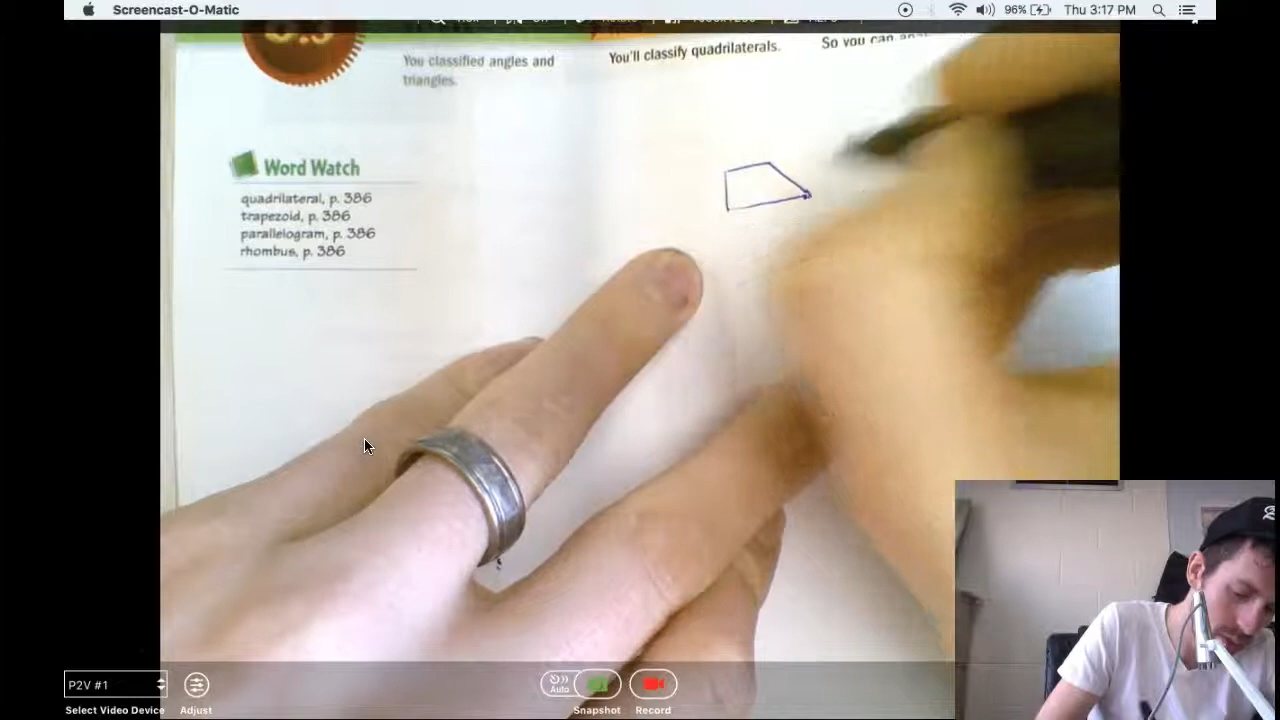 Screencast-O-Matic
96%
Thu 3:17 PM
You classified angles and
triangles.
You'll classify quadrilaterals.
So you can
Word Watch
quadrilateral, p. 386
trapezoid, p. 386
parallelogram, p. 386
rhombus, p. 386
P2V #1
Select Video Device
Adjust
Auto
Snapshot
Record